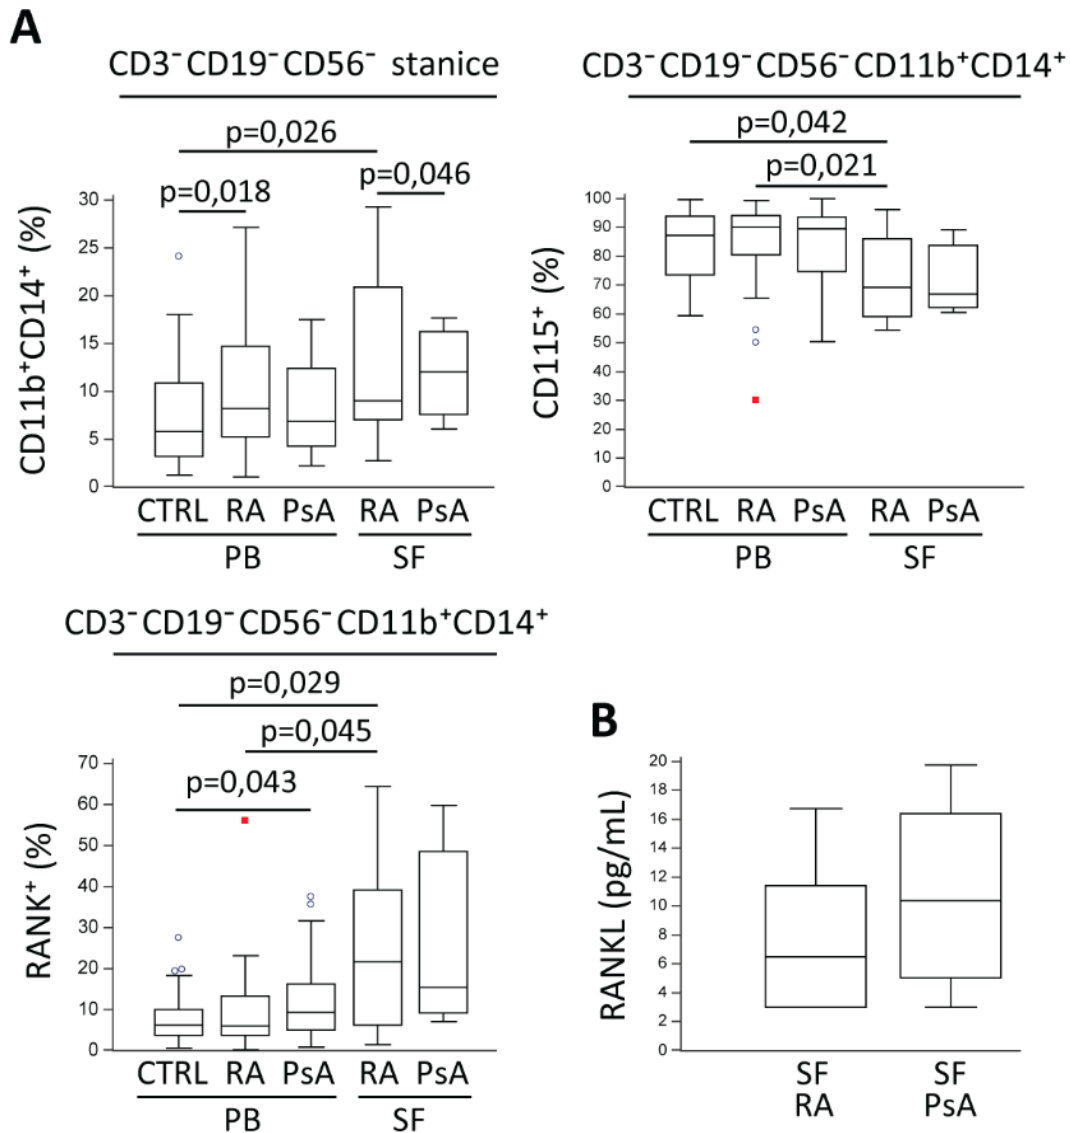 A
CD3⁻CD19⁻CD56⁻ stanice
p=0,026
p=0,046
p=0,018
CD11b⁺CD14⁺ (%)
30
25
20
15
10
5
0
CTRL RA PsA RA PsA
PB SF
CD3⁻CD19⁻CD56⁻CD11b⁺CD14⁺
p=0,042
p=0,021
CD115⁺ (%)
100
90
80
70
60
50
40
30
20
10
0
CTRL RA PsA RA PsA
PB SF
CD3⁻CD19⁻CD56⁻CD11b⁺CD14⁺
p=0,029
p=0,045
p=0,043
RANK⁺ (%)
70
60
50
40
30
20
10
0
CTRL RA PsA RA PsA
PB SF
B
RANKL (pg/mL)
20
18
16
14
12
10
8
6
4
2
0
SF SF
RA PsA